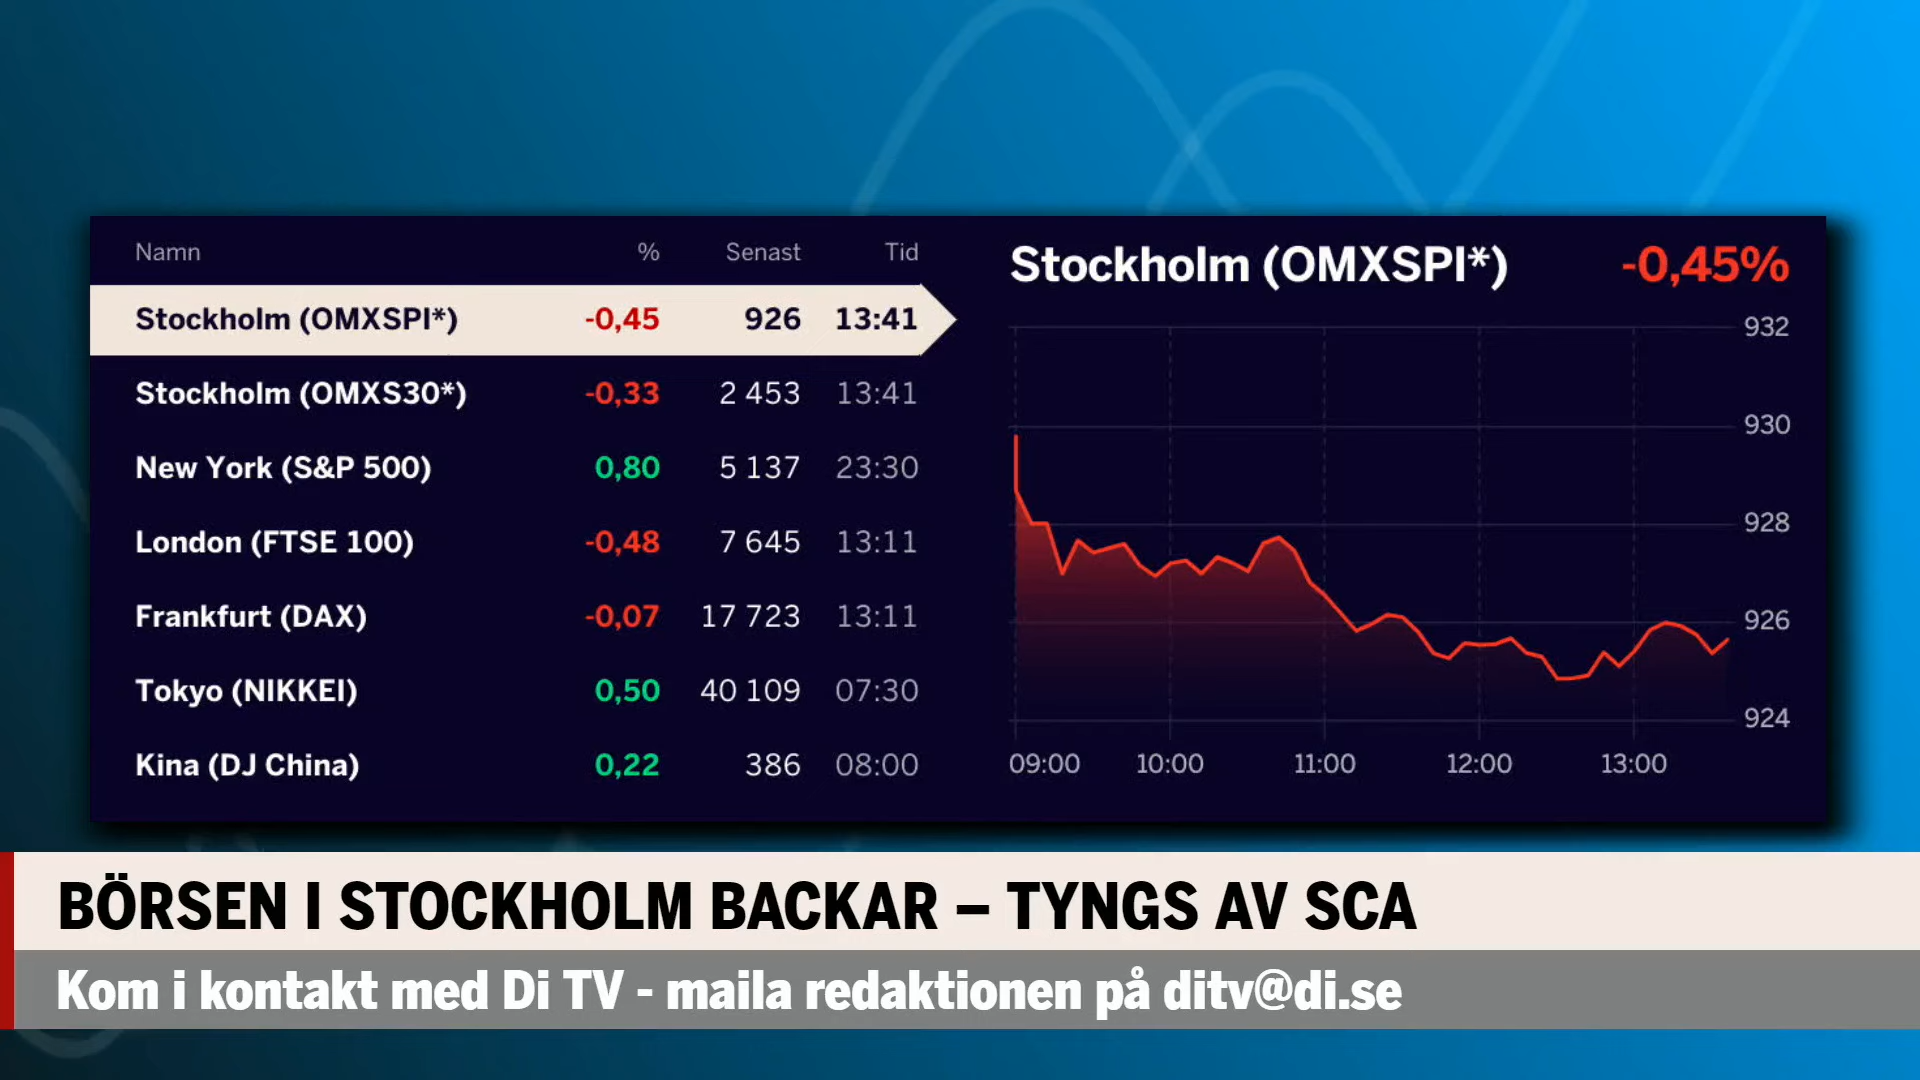 Namn % Senast Tid
Stockholm (OMXSPI*) -0,45 926 13:41
Stockholm (OMXS30*) -0,33 2 453 13:41
New York (S&P 500) 0,80 5 137 23:30
London (FTSE 100) -0,48 7 645 13:11
Frankfurt (DAX) -0,07 17 723 13:11
Tokyo (NIKKEI) 0,50 40 109 07:30
Kina (DJ China) 0,22 386 08:00
Stockholm (OMXSPI*) -0,45%
932
930
928
926
924
09:00 10:00 11:00 12:00 13:00
BÖRSEN I STOCKHOLM BACKAR – TYNGS AV SCA
Kom i kontakt med Di TV - maila redaktionen på ditv@di.se